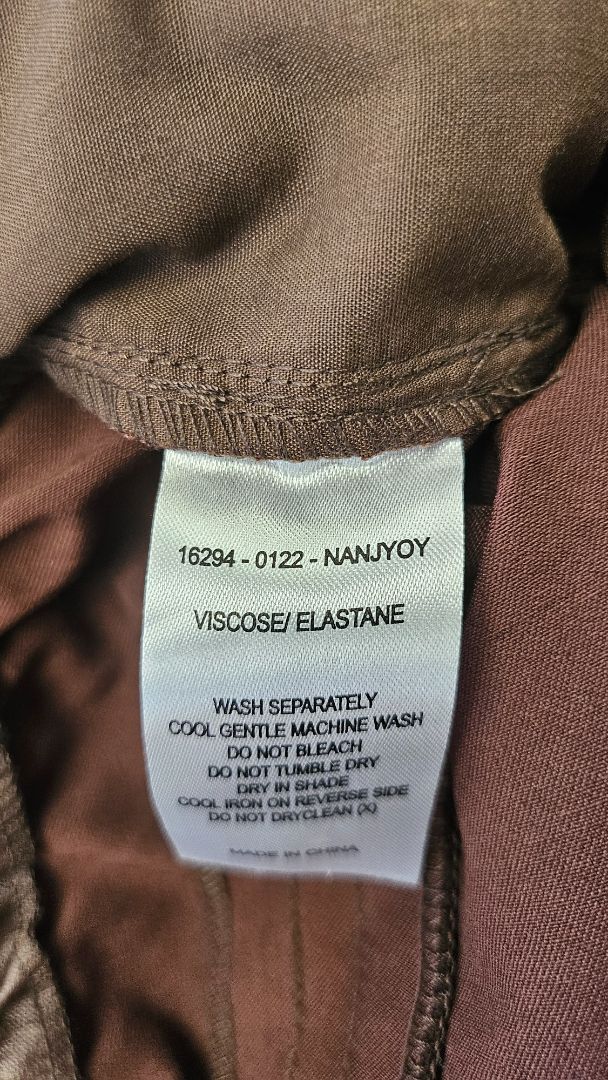 16294 - 0122 - NANJYOY
VISCOSE/ ELASTANE
WASH SEPARATELY
COOL GENTLE MACHINE WASH
DO NOT BLEACH
DO NOT TUMBLE DRY
DRY IN SHADE
COOL IRON ON REVERSE SIDE
DO NOT DRYCLEAN (X)
MADE IN CHINA